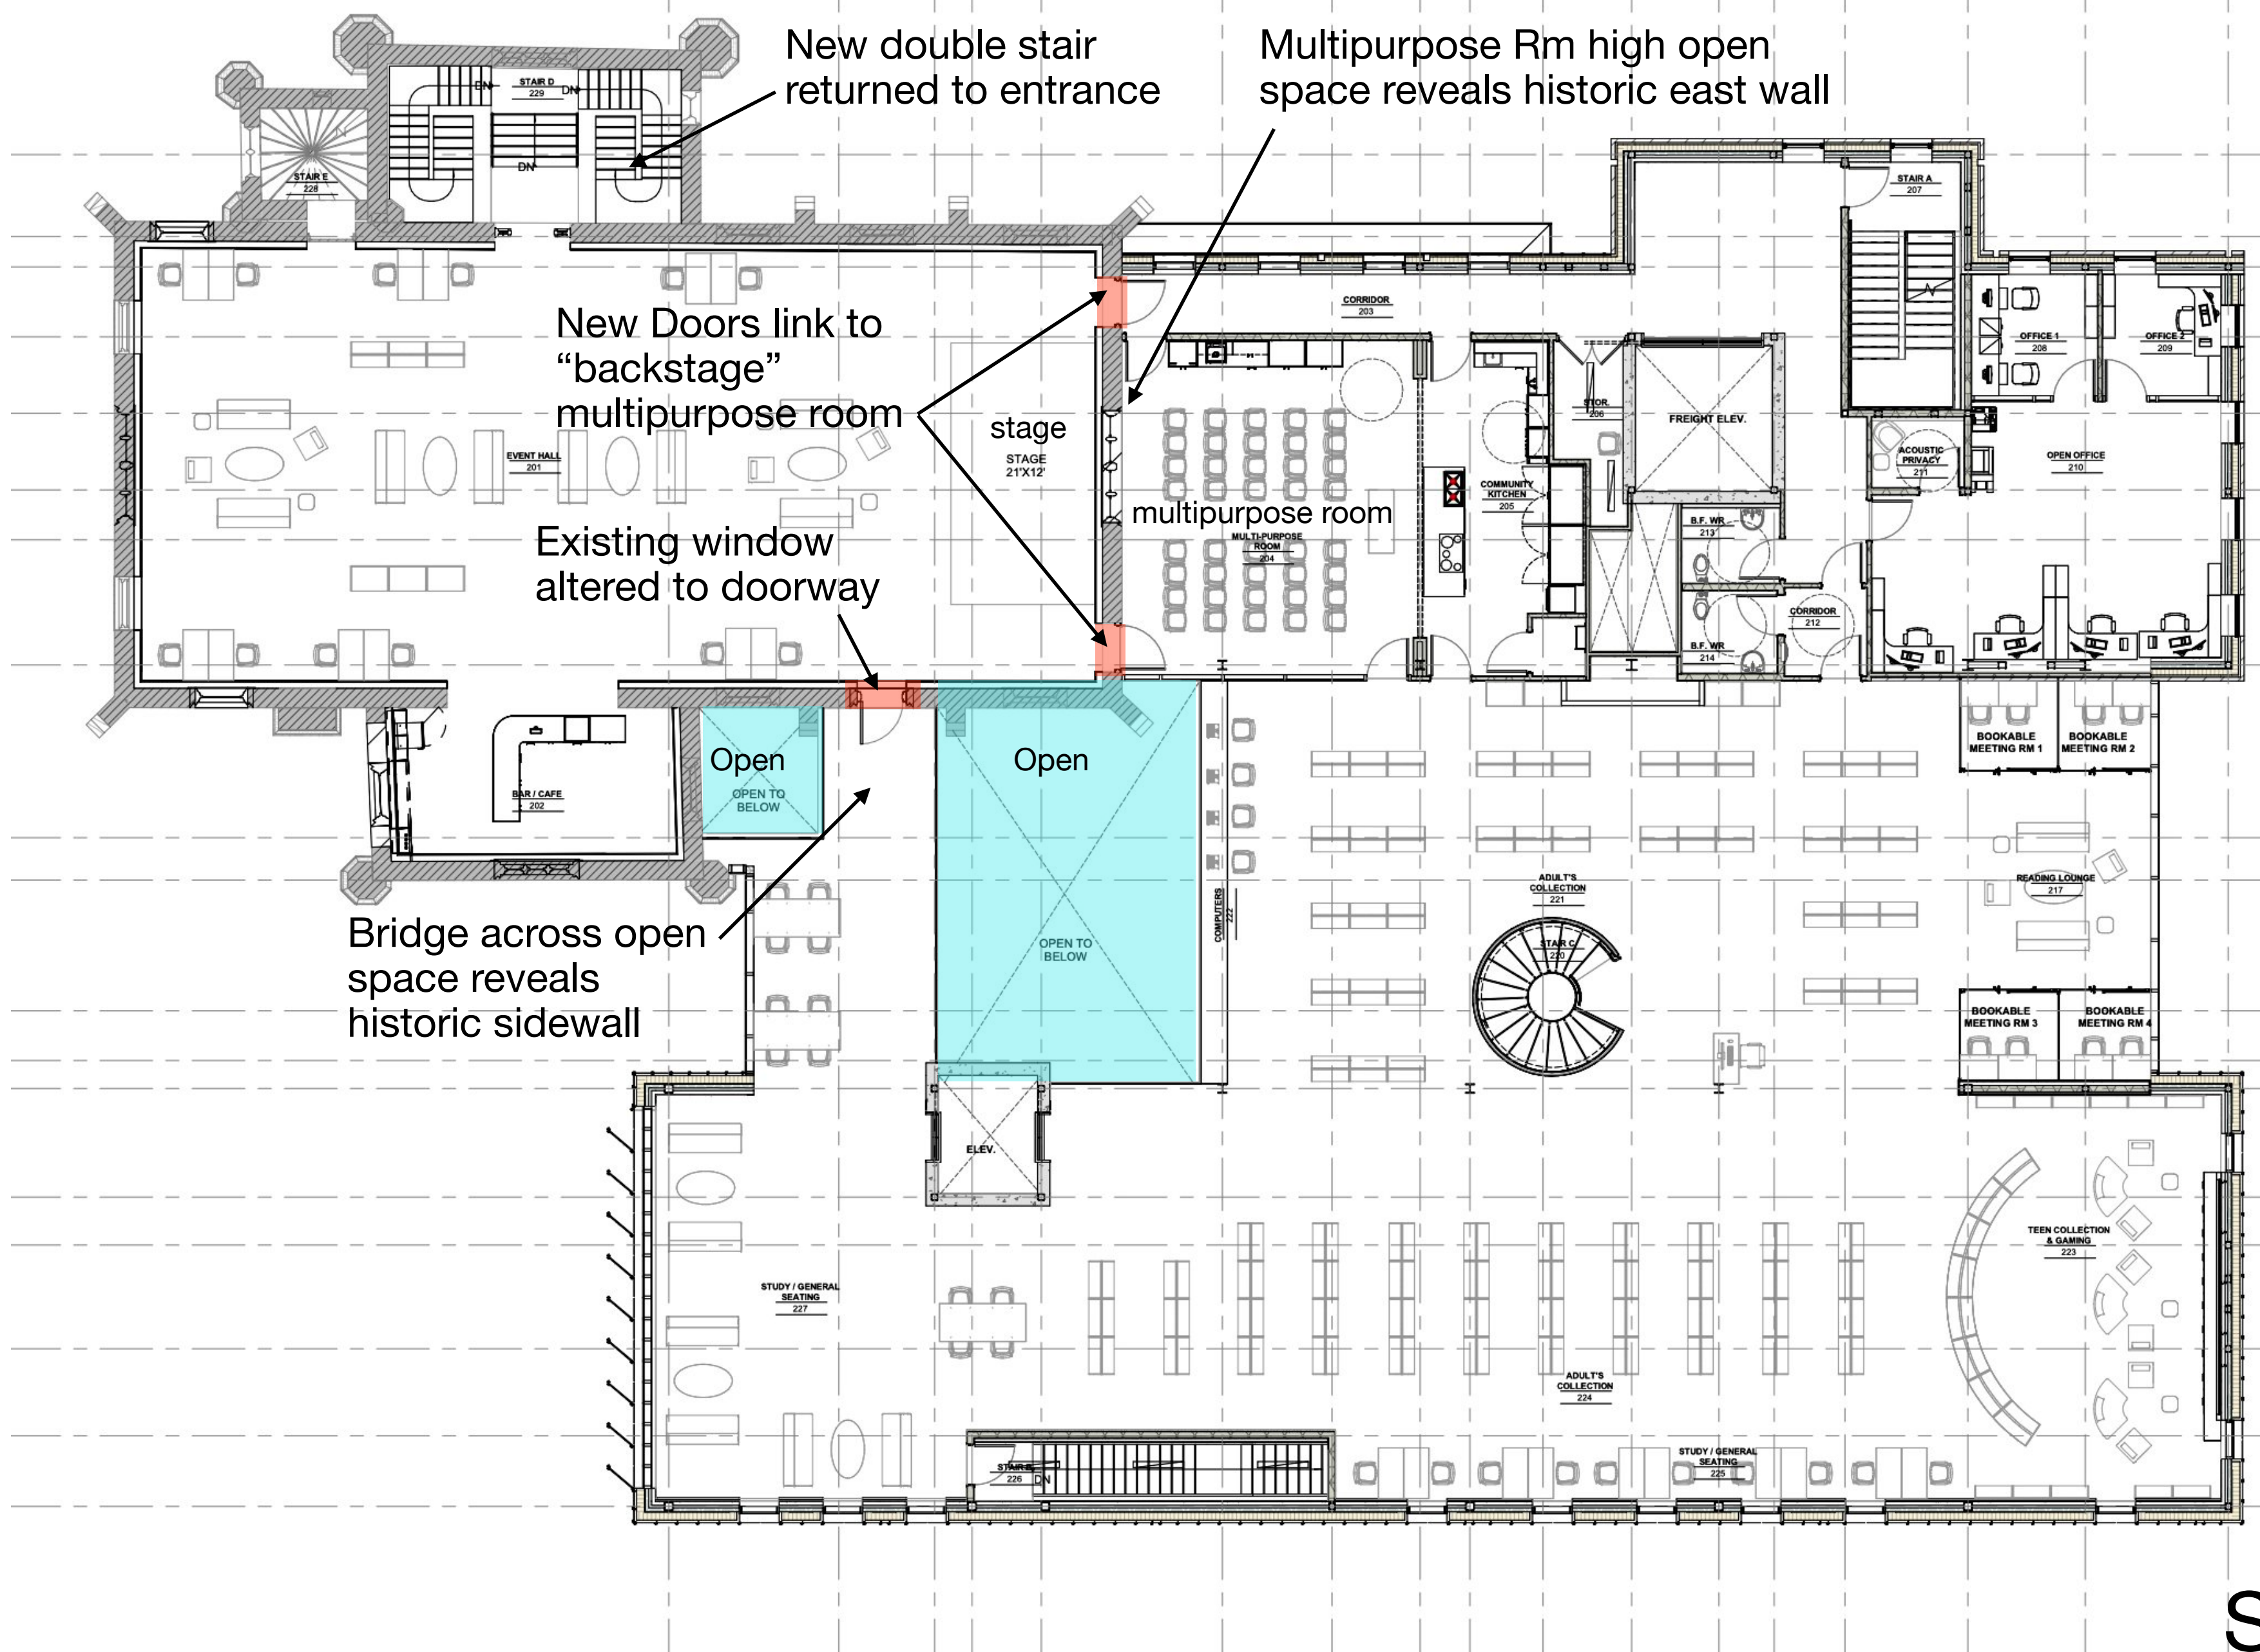 New double stair
returned to entrance
Multipurpose Rm high open
space reveals historic east wall
STAIR D
229
DN
DN
DN
STAIR E
228
STAIR A
207
New Doors link to
“backstage”
multipurpose room
CORRIDOR
203
OFFICE 1
208
OFFICE 2
209
stage
STAGE
21'X12'
EVENT HALL
201
STOR.
206
FREIGHT ELEV.
ACOUSTIC
PRIVACY
211
OPEN OFFICE
210
COMMUNITY
KITCHEN
205
multipurpose room
MULTI-PURPOSE
ROOM
204
B.F. WR
213
Existing window
altered to doorway
CORRIDOR
212
B.F. WR
214
Open
OPEN TO
BELOW
Open
OPEN TO
BELOW
BAR / CAFE
202
BOOKABLE
MEETING RM 1
BOOKABLE
MEETING RM 2
Bridge across open
space reveals
historic sidewall
COMPUTERS
222
ADULT'S
COLLECTION
221
READING LOUNGE
217
STAIR C
220
BOOKABLE
MEETING RM 3
BOOKABLE
MEETING RM 4
ELEV.
STUDY / GENERAL
SEATING
227
TEEN COLLECTION
& GAMING
223
ADULT'S
COLLECTION
224
STUDY / GENERAL
SEATING
225
STAIR B
226
DN
S